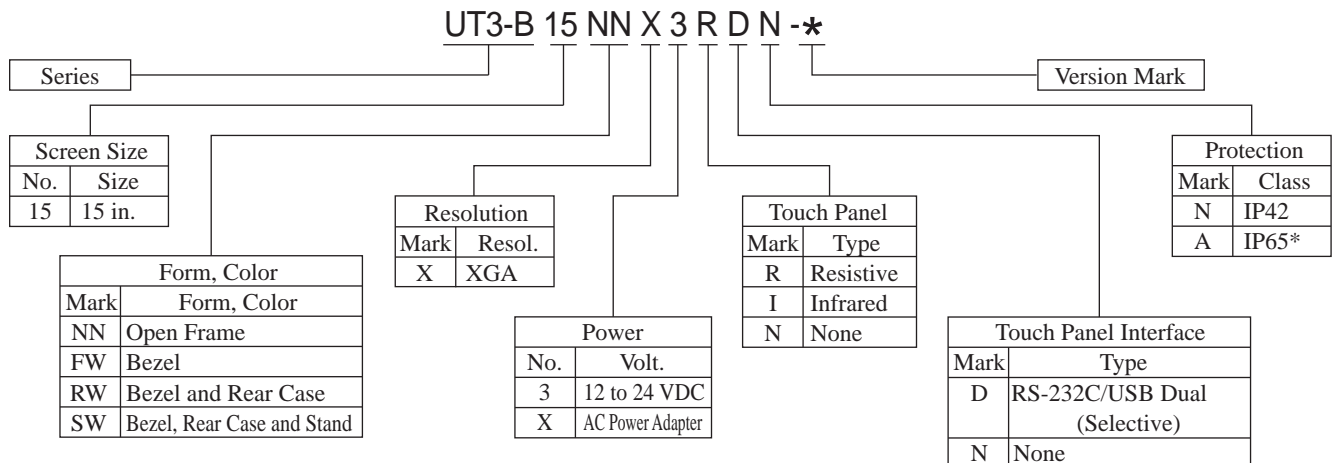 UT3-B 15 NN X 3 R D N -*
Series
Version Mark
Screen Size
No. Size
15 15 in.
Form, Color
Mark Form, Color
NN Open Frame
FW Bezel
RW Bezel and Rear Case
SW Bezel, Rear Case and Stand
Resolution
Mark Resol.
X XGA
Power
No. Volt.
3 12 to 24 VDC
X AC Power Adapter
Touch Panel
Mark Type
R Resistive
I Infrared
N None
Touch Panel Interface
Mark Type
D RS-232C/USB Dual
(Selective)
N None
Protection
Mark Class
N IP42
A IP65*